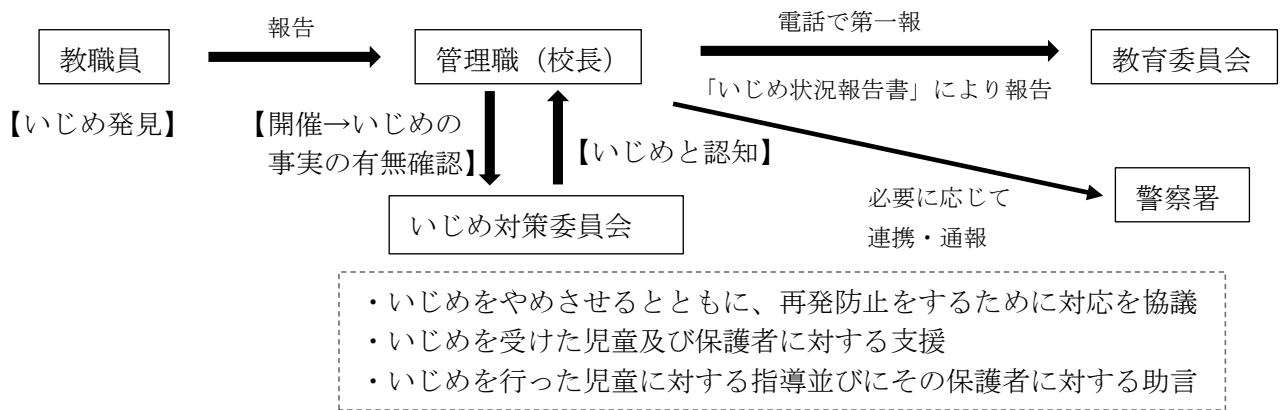 報告
電話で第一報
教職員
管理職（校長）
教育委員会
「いじめ状況報告書」により報告
【いじめ発見】
【開催→いじめの
事実の有無確認】
【いじめと認知】
必要に応じて
連携・通報
警察署
いじめ対策委員会
・いじめをやめさせるとともに、再発防止をするために対応を協議
・いじめを受けた児童及び保護者に対する支援
・いじめを行った児童に対する指導並びにその保護者に対する助言